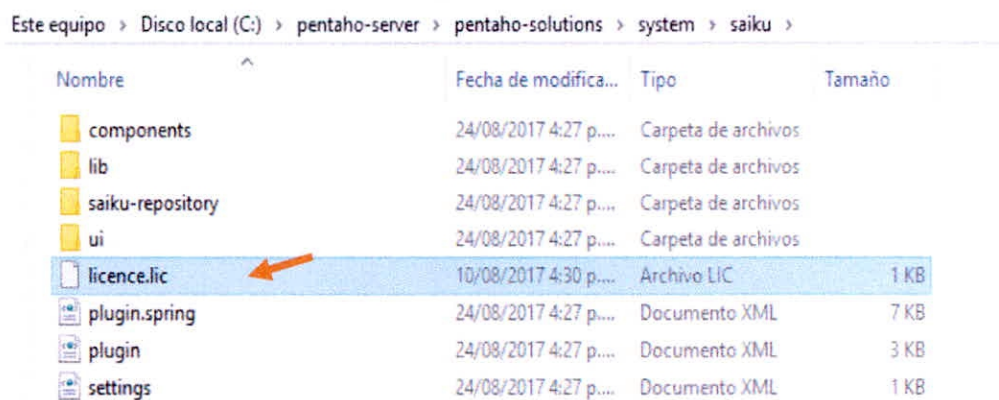 Este equipo > Disco local (C:) > pentaho-server > pentaho-solutions > system > saiku >
Nombre Fecha de modifica... Tipo Tamaño
components 24/08/2017 4:27 p.... Carpeta de archivos
lib 24/08/2017 4:27 p.... Carpeta de archivos
saiku-repository 24/08/2017 4:27 p.... Carpeta de archivos
ui 24/08/2017 4:27 p.... Carpeta de archivos
licence.lic 10/08/2017 4:30 p.... Archivo LIC 1 KB
plugin.spring 24/08/2017 4:27 p.... Documento XML 7 KB
plugin 24/08/2017 4:27 p.... Documento XML 3 KB
settings 24/08/2017 4:27 p.... Documento XML 1 KB